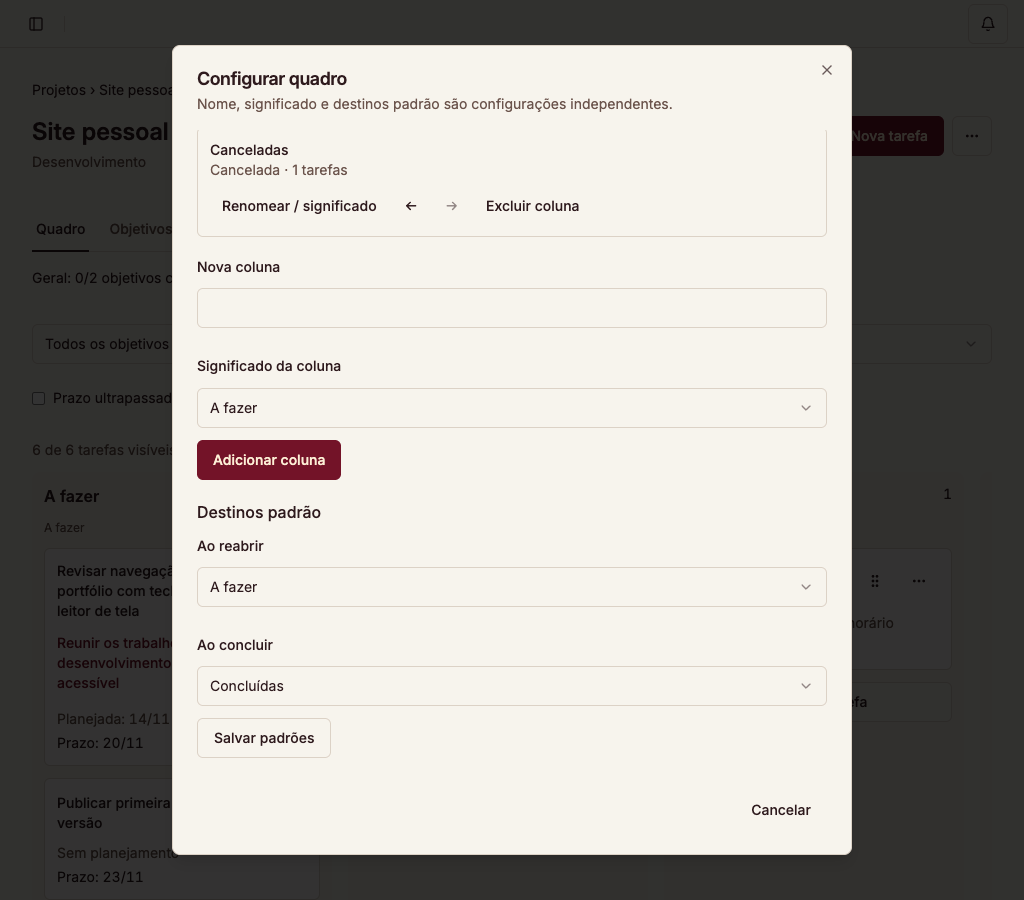 Projetos › Site pessoa
Site pessoal
Desenvolvimento
Nova tarefa
Quadro
Objetivos
Geral: 0/2 objetivos
Todos os objetivos
Prazo ultrapassad
6 de 6 tarefas visíveis
A fazer
A fazer
1
Revisar navegaçã
portfólio com tec
leitor de tela
Reunir os trabalh
desenvolvimento
acessível
Planejada: 14/11
Prazo: 20/11
Publicar primeira
versão
Sem planejamento
Prazo: 23/11
orário
efa
Configurar quadro
Nome, significado e destinos padrão são configurações independentes.
Canceladas
Cancelada · 1 tarefas
Renomear / significado ← → Excluir coluna
Nova coluna
Significado da coluna
A fazer
Adicionar coluna
Destinos padrão
Ao reabrir
A fazer
Ao concluir
Concluídas
Salvar padrões
Cancelar